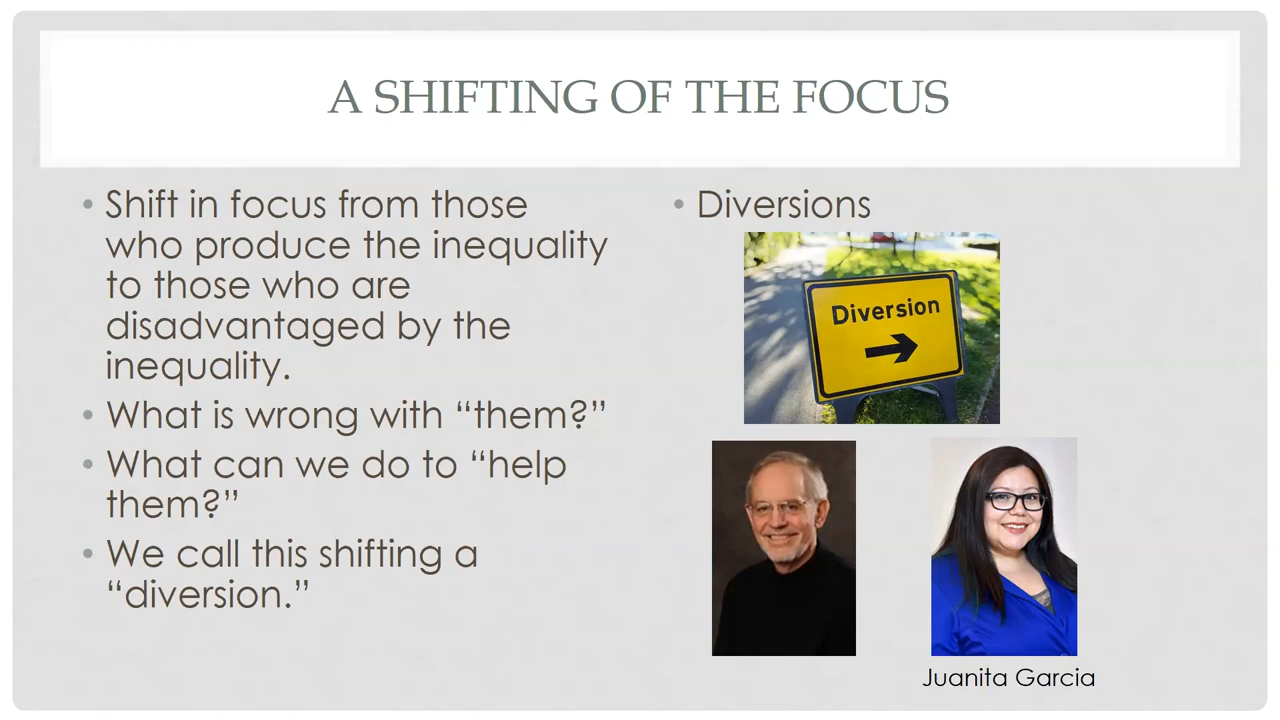 A SHIFTING OF THE FOCUS
• Shift in focus from those
who produce the inequality
to those who are
disadvantaged by the
inequality.
• What is wrong with “them?”
• What can we do to “help
them?”
• We call this shifting a
“diversion.”
• Diversions
Diversion
Juanita Garcia